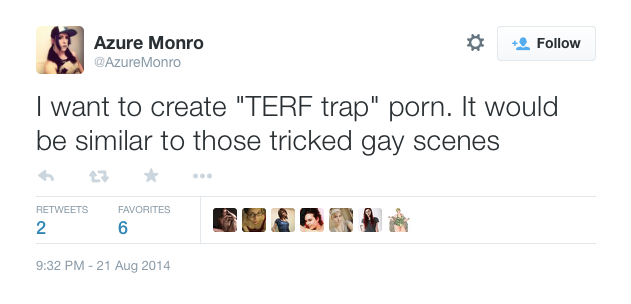 Azure Monro
@AzureMonro
Follow
I want to create "TERF trap" porn. It would
be similar to those tricked gay scenes
RETWEETS
2
FAVORITES
6
9:32 PM - 21 Aug 2014